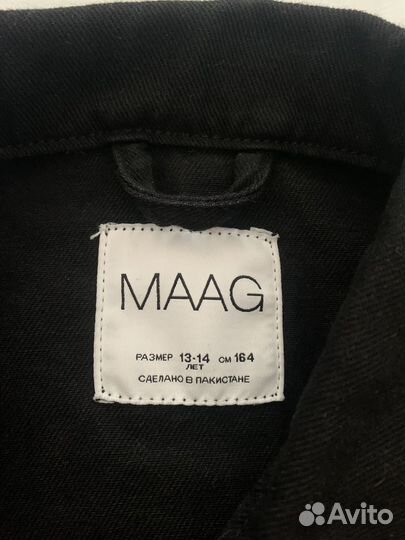 MAAG
РАЗМЕР 13-14 СМ 164
ЛЕТ
СДЕЛАНО В ПАКИСТАНЕ
Avito